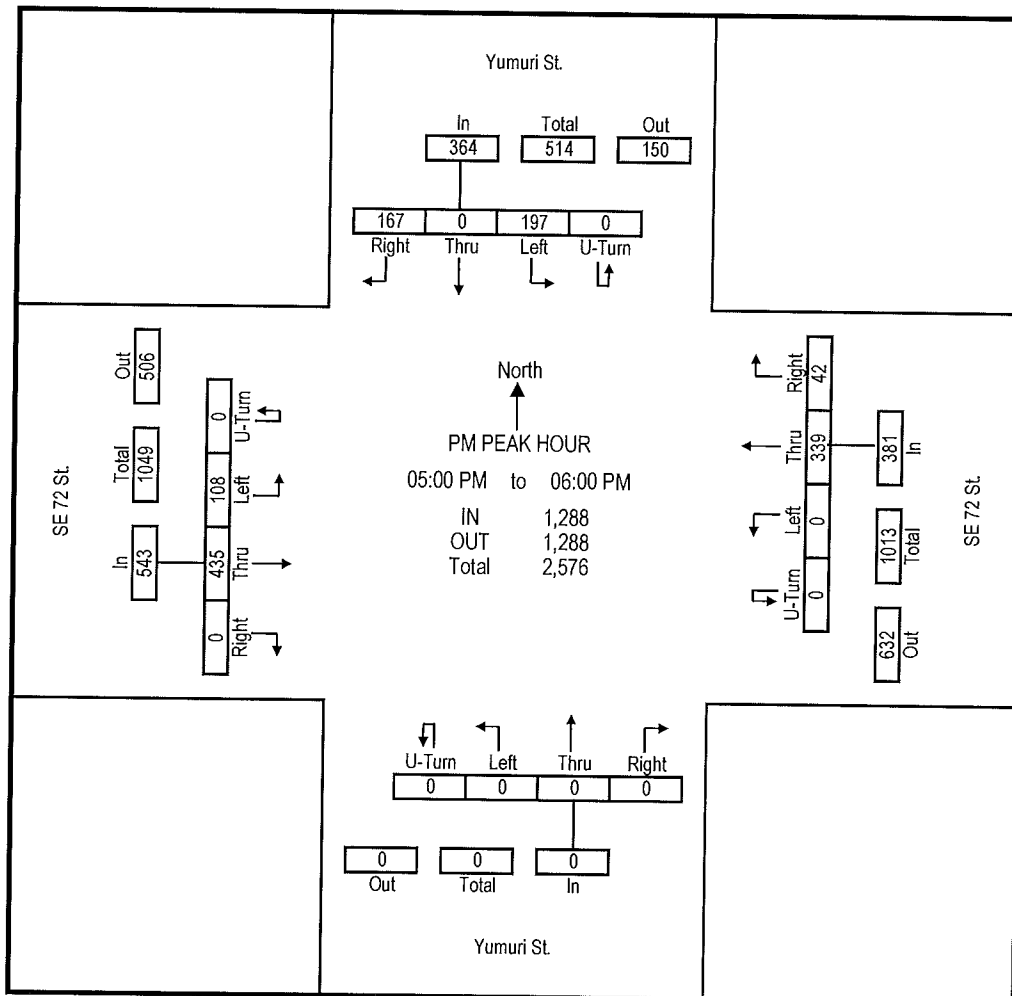 Yumuri St.
In Total Out
364 514 150
167 0 197 0
Right Thru Left U-Turn
SE 72 St.
Out 506
Total 1049
In 543
0 U-Turn
108 Left
435 Thru
0 Right
North
PM PEAK HOUR
05:00 PM to 06:00 PM
IN 1,288
OUT 1,288
Total 2,576
Right 42
Thru 339
Left 0
U-Turn 0
381 In
1013 Total
632 Out
SE 72 St.
U-Turn Left Thru Right
0 0 0 0
0 0 0
Out Total In
Yumuri St.